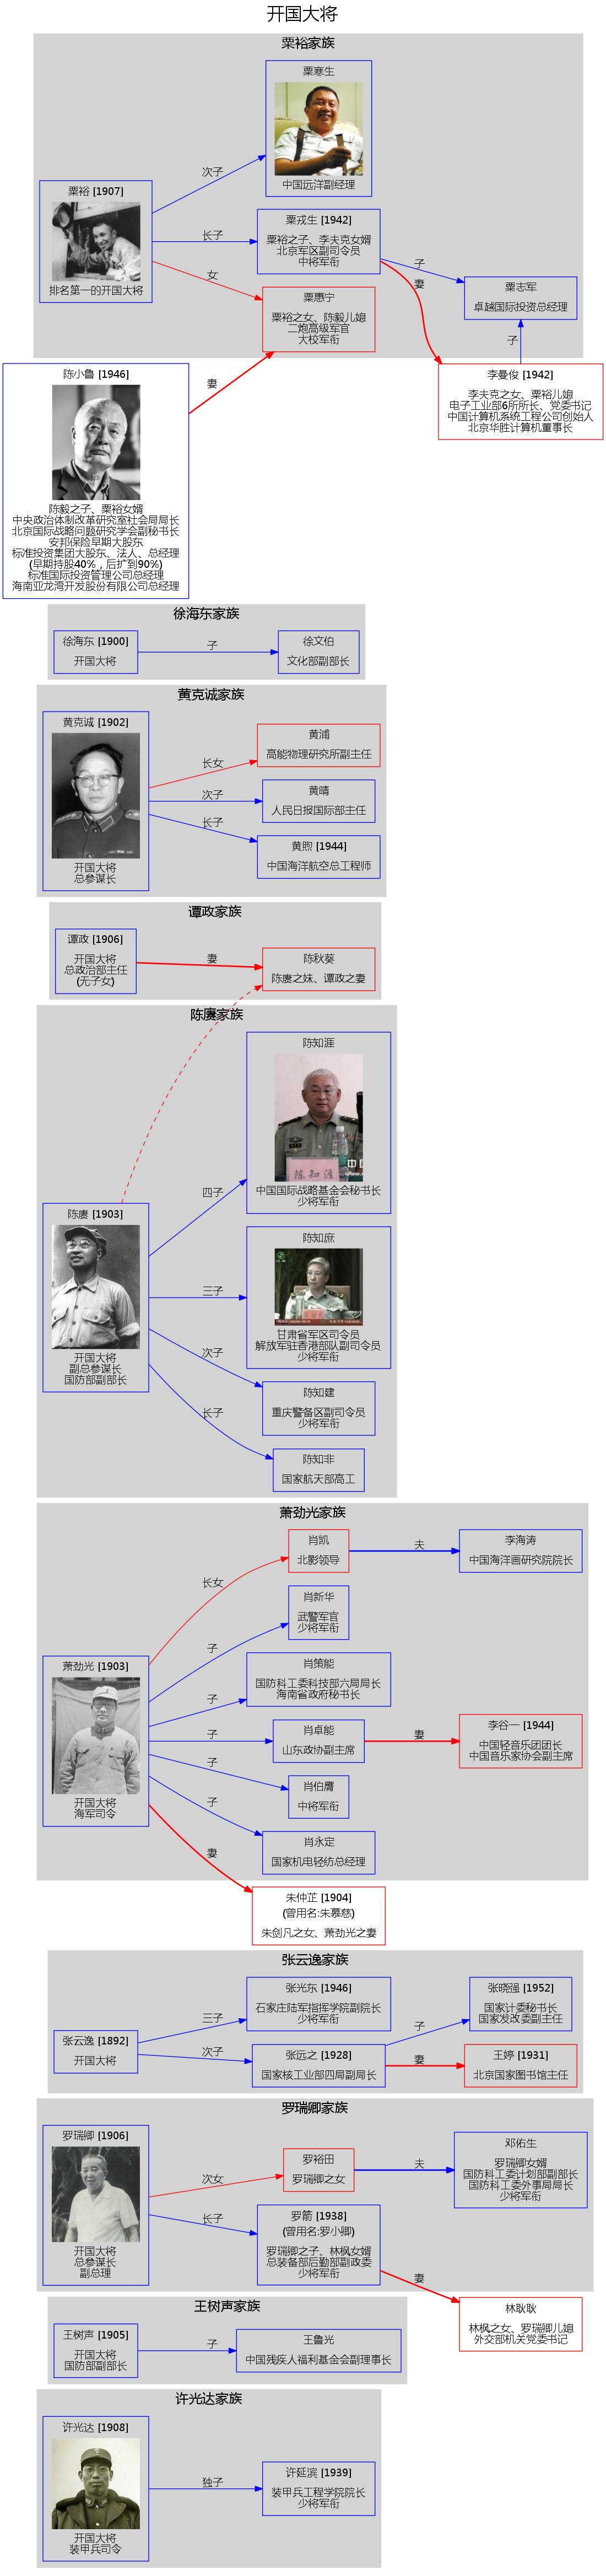 开国大将
粟裕家族
粟寒生
中国远洋副经理
粟裕 [1907]
排名第一的开国大将
次子
长子
女
粟戎生 [1942]
粟裕之子、李夫克女婿
北京军区副司令员
中将军衔
子
妻
粟志军
卓越国际投资总经理
粟惠宁
粟裕之女、陈毅儿媳
二炮高级军官
大校军衔
子
妻
陈小鲁 [1946]
陈毅之子、粟裕女婿
中央政治体制改革研究室社会局局长
北京国际战略问题研究学会副秘书长
安邦保险早期大股东
标准投资集团大股东、法人、总经理
(早期持股40%，后扩到90%)
标准国际投资管理公司总经理
海南亚龙湾开发股份有限公司总经理
李曼俊 [1942]
李夫克之女、粟裕儿媳
电子工业部6所所长、党委书记
中国计算机系统工程公司创始人
北京华胜计算机董事长
徐海东家族
徐海东 [1900]
开国大将
子
徐文伯
文化部副部长
黄克诚家族
黄克诚 [1902]
开国大将
总参谋长
长女
次子
长子
黄浦
高能物理研究所副主任
黄晴
人民日报国际部主任
黄煦 [1944]
中国海洋航空总工程师
谭政家族
谭政 [1906]
开国大将
总政治部主任
(无子女)
妻
陈秋葵
陈赓之妹、谭政之妻
陈赓家族
陈知涯
陈知涯
中国国际战略基金会秘书长
少将军衔
陈赓 [1903]
开国大将
副总参谋长
国防部副部长
四子
三子
次子
长子
陈知庶
甘肃省军区司令员
解放军驻香港部队副司令员
少将军衔
陈知建
重庆警备区副司令员
少将军衔
陈知非
国家航天部高工
萧劲光家族
肖凯
北影领导
夫
李海涛
中国海洋画研究院院长
长女
子
子
子
子
子
妻
肖新华
武警军官
少将军衔
萧劲光 [1903]
开国大将
海军司令
肖策能
国防科工委科技部六局局长
海南省政府秘书长
肖卓能
山东政协副主席
妻
李谷一 [1944]
中国轻音乐团团长
中国音乐家协会副主席
肖伯膺
中将军衔
肖永定
国家机电轻纺总经理
朱仲芷 [1904]
(曾用名:朱慕慈)
朱剑凡之女、萧劲光之妻
张云逸家族
张云逸 [1892]
开国大将
三子
次子
张光东 [1946]
石家庄陆军指挥学院副院长
少将军衔
张远之 [1928]
国家核工业部四局副局长
子
妻
张晓强 [1952]
国家计委秘书长
国家发改委副主任
王婷 [1931]
北京国家图书馆主任
罗瑞卿家族
罗瑞卿 [1906]
开国大将
总参谋长
副总理
次女
长子
罗裕田
罗瑞卿之女
夫
邓佑生
罗瑞卿女婿
国防科工委计划部副部长
国防科工委外事局局长
少将军衔
罗箭 [1938]
(曾用名:罗小卿)
罗瑞卿之子、林枫女婿
总装备部后勤部副政委
少将军衔
妻
林耿耿
林枫之女、罗瑞卿儿媳
外交部机关党委书记
王树声家族
王树声 [1905]
开国大将
国防部副部长
子
王鲁光
中国残疾人福利基金会副理事长
许光达家族
许光达 [1908]
开国大将
装甲兵司令
独子
许延滨 [1939]
装甲兵工程学院院长
少将军衔